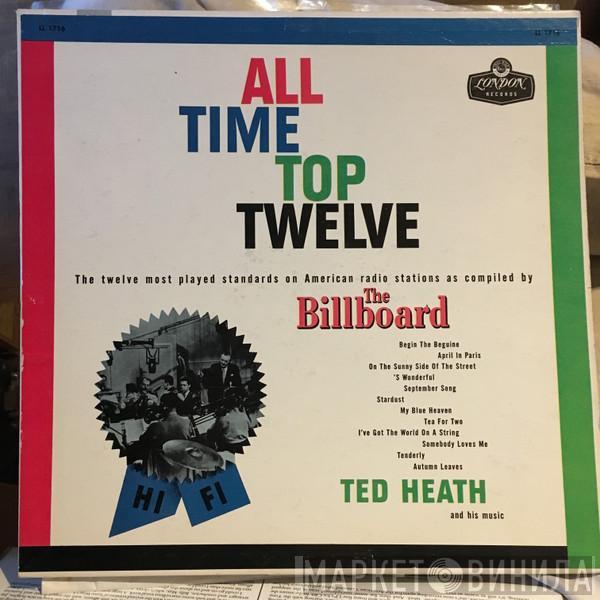 LL 1716
LL 1716
LONDON
RECORDS
ALL
TIME
TOP
TWELVE
The twelve most played standards on American radio stations as compiled by
The
Billboard
Begin The Beguine
April In Paris
On The Sunny Side Of The Street
'S Wonderful
September Song
Stardust
My Blue Heaven
Tea For Two
I've Got The World On A String
Somebody Loves Me
Tenderly
Autumn Leaves
HI FI
TED HEATH
and his music
МАРКЕТ ВИНИЛА